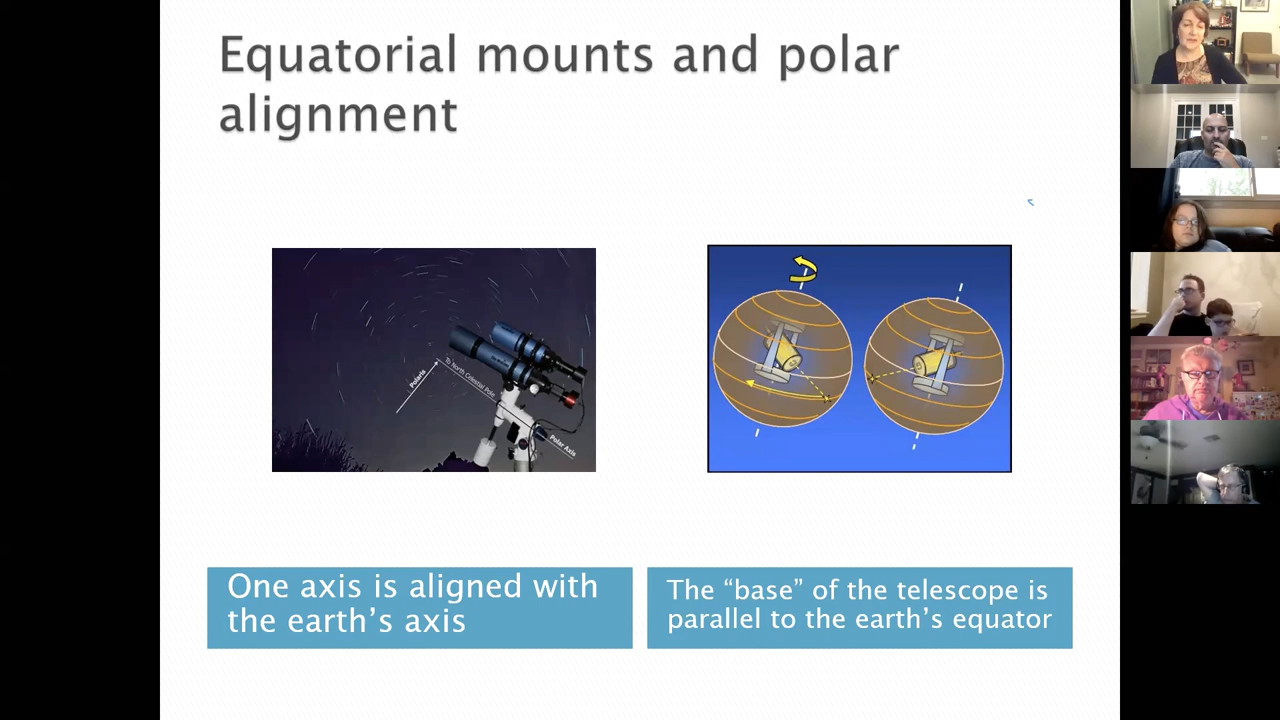 Equatorial mounts and polar
alignment
Polaris
To North Celestial Pole
Polar Axis
One axis is aligned with
the earth's axis
The “base” of the telescope is
parallel to the earth's equator